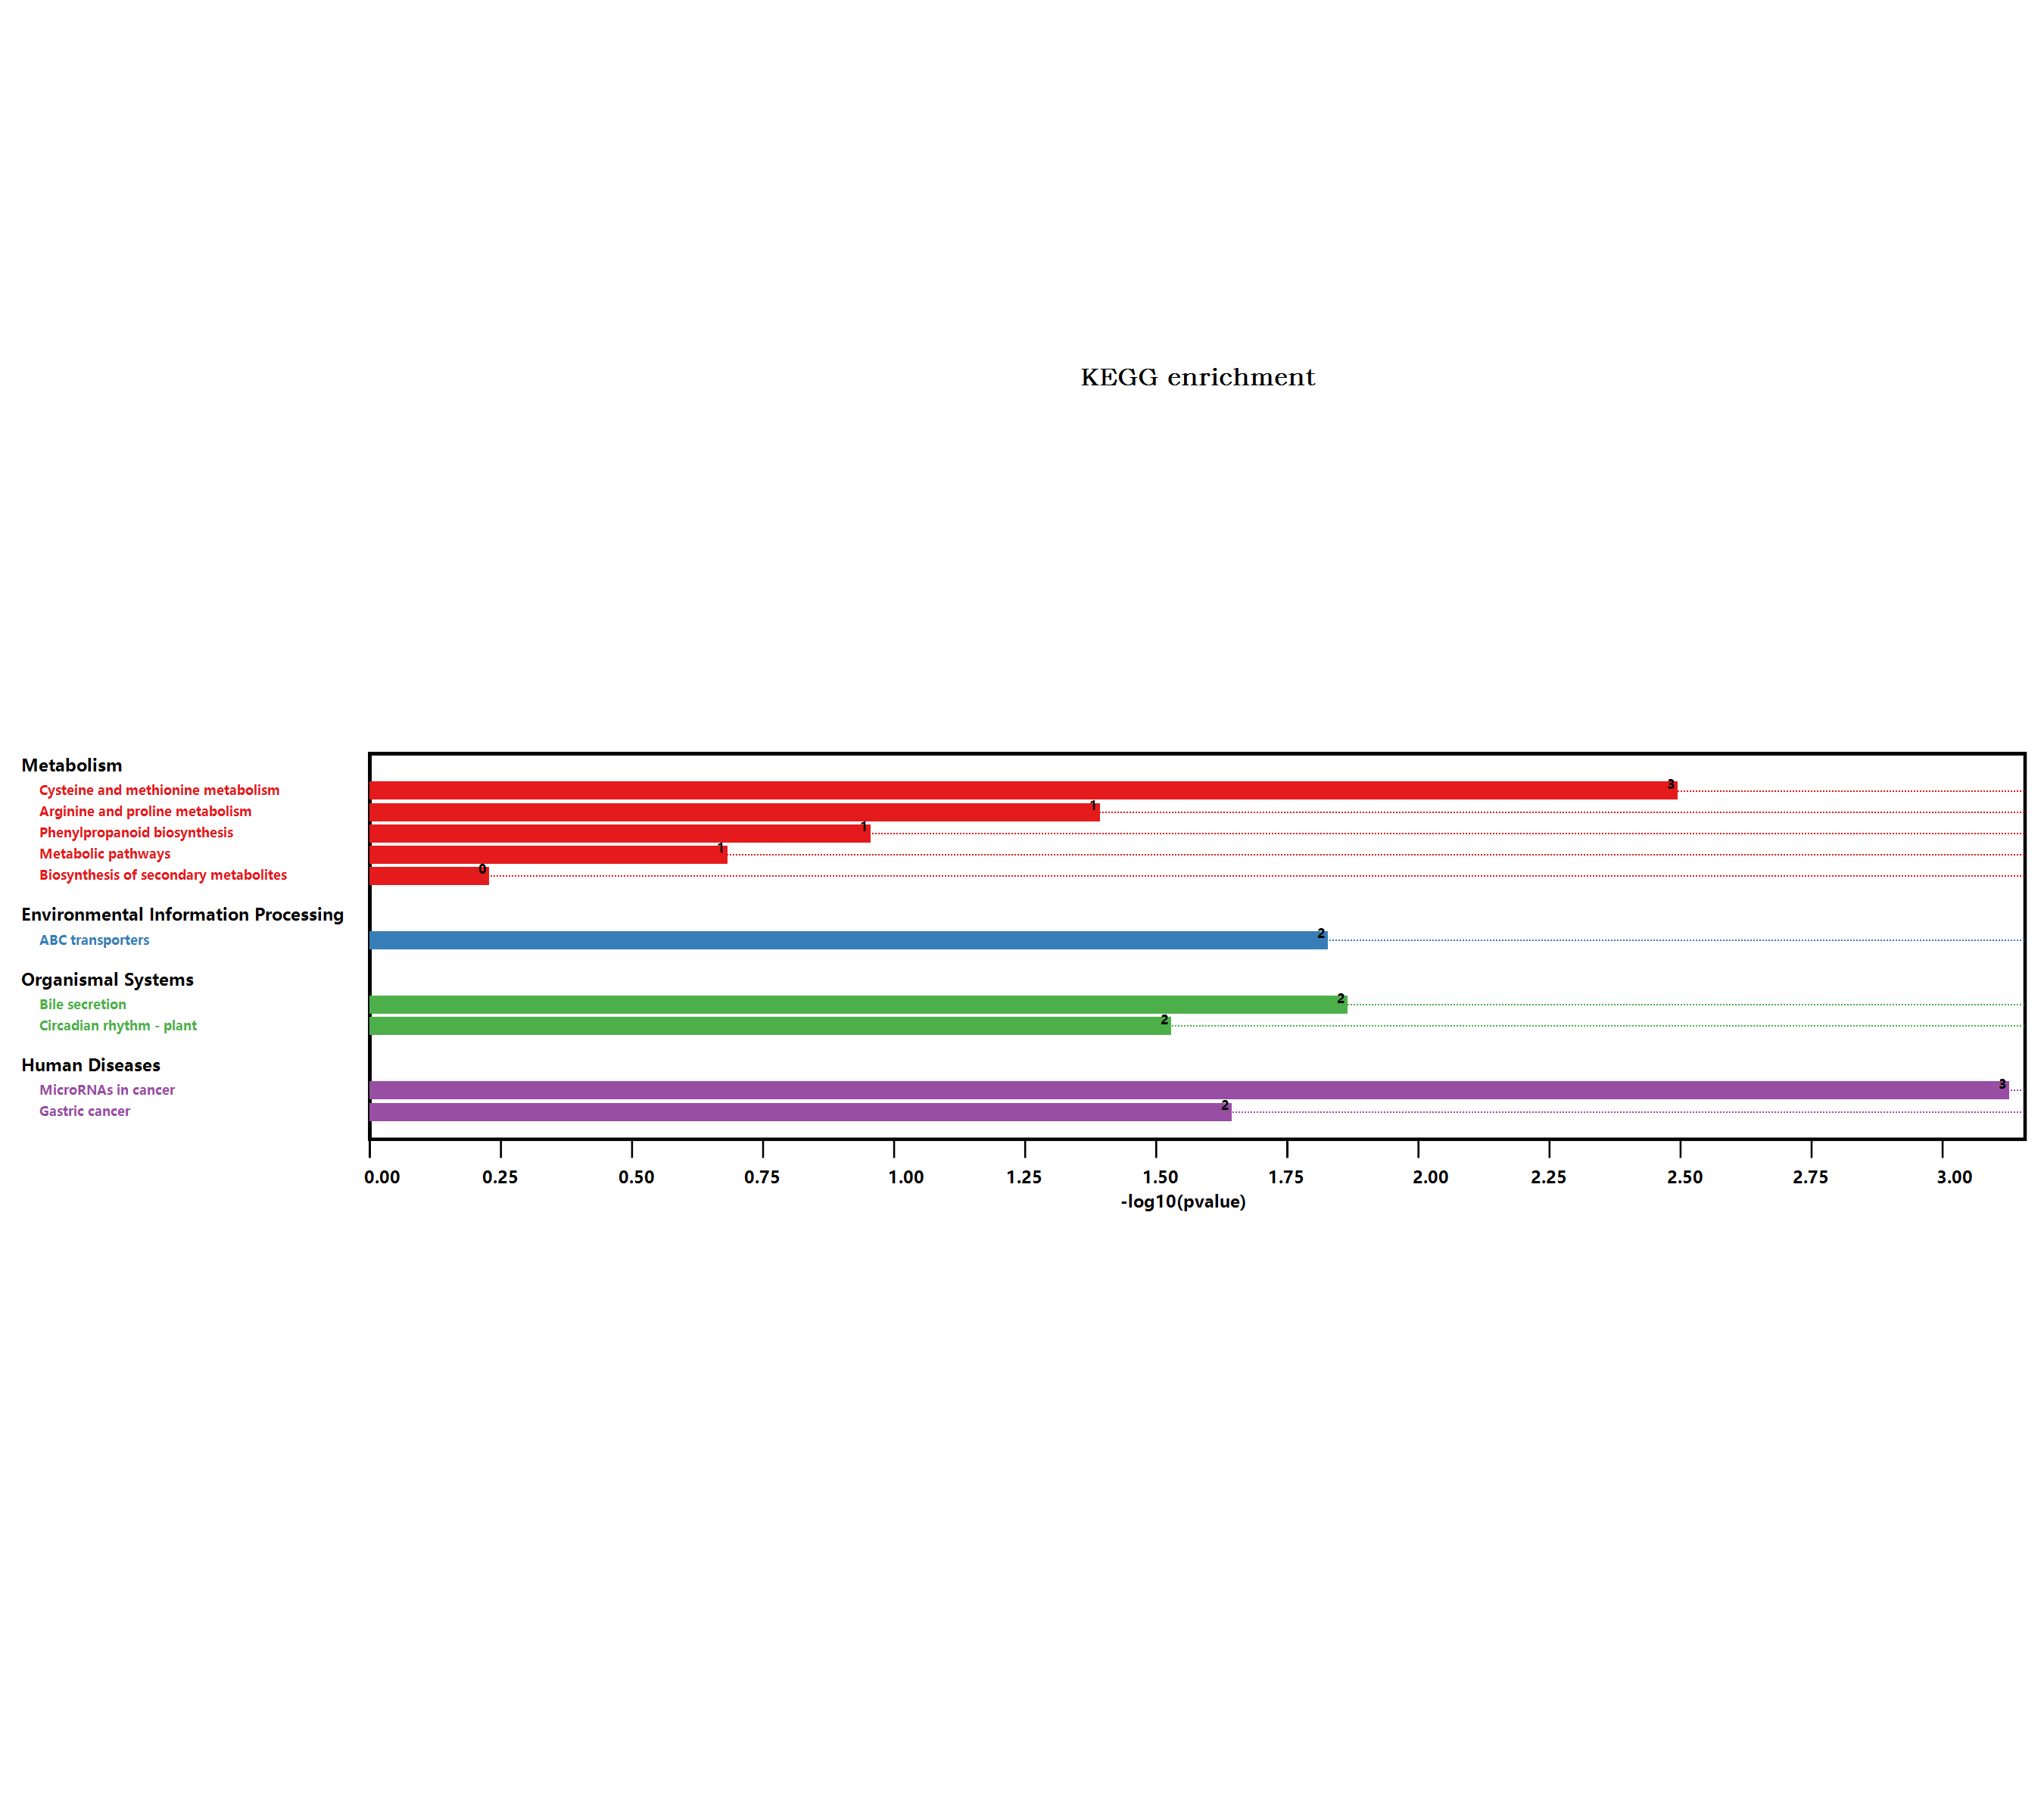 KEGG enrichment
Metabolism
Cysteine and methionine metabolism 3
Arginine and proline metabolism 1
Phenylpropanoid biosynthesis 1
Metabolic pathways 1
Biosynthesis of secondary metabolites 0
Environmental Information Processing
ABC transporters 2
Organismal Systems
Bile secretion 2
Circadian rhythm - plant 2
Human Diseases
MicroRNAs in cancer 3
Gastric cancer 2
0.00 0.25 0.50 0.75 1.00 1.25 1.50 1.75 2.00 2.25 2.50 2.75 3.00
-log10(pvalue)